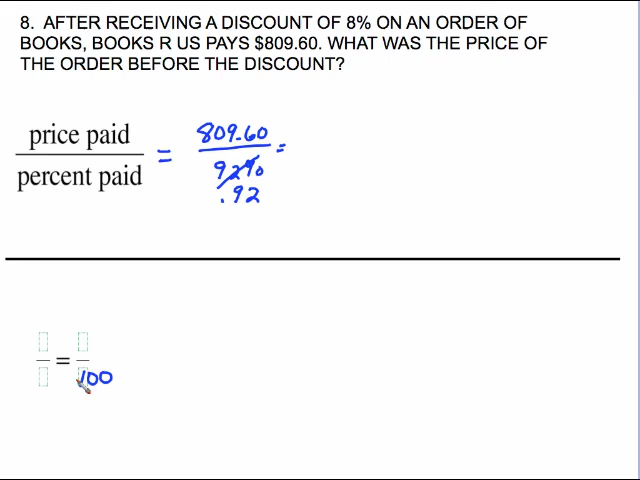 8. AFTER RECEIVING A DISCOUNT OF 8% ON AN ORDER OF
BOOKS, BOOKS R US PAYS $809.60. WHAT WAS THE PRICE OF
THE ORDER BEFORE THE DISCOUNT?
price paid
percent paid
=
809.60
92%
.92
=
=
100